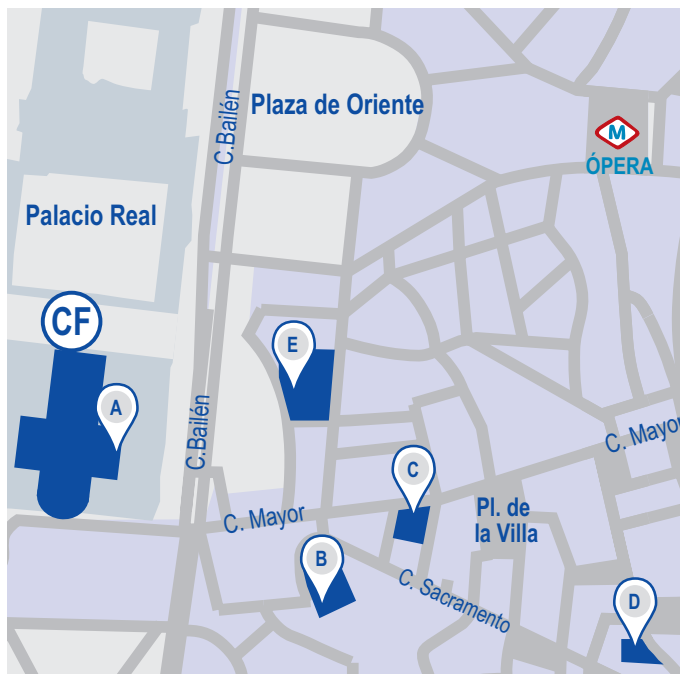 Plaza de Oriente
C.Bailén
M
ÓPERA
Palacio Real
CF
E
A
C.Bailén
C. Mayor
C
Pl. de
la Villa
C. Mayor
B
C. Sacramento
D